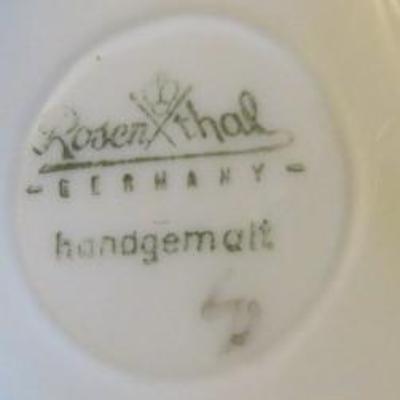 Rosenthal
- GERMANY -
handgemalt